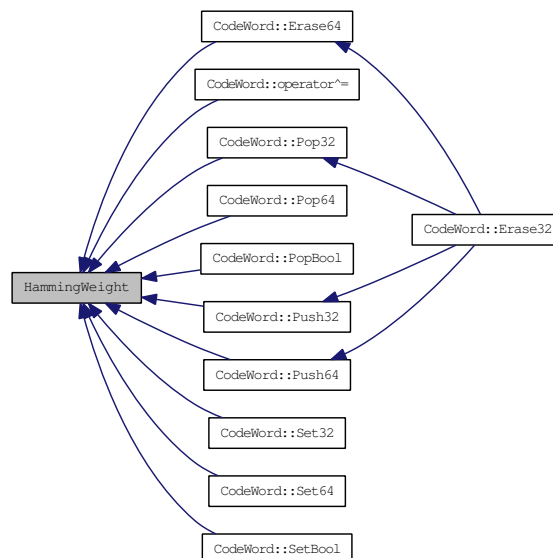 CodeWord::Erase64
CodeWord::operator^=
CodeWord::Pop32
CodeWord::Pop64
CodeWord::Erase32
CodeWord::PopBool
HammingWeight
CodeWord::Push32
CodeWord::Push64
CodeWord::Set32
CodeWord::Set64
CodeWord::SetBool